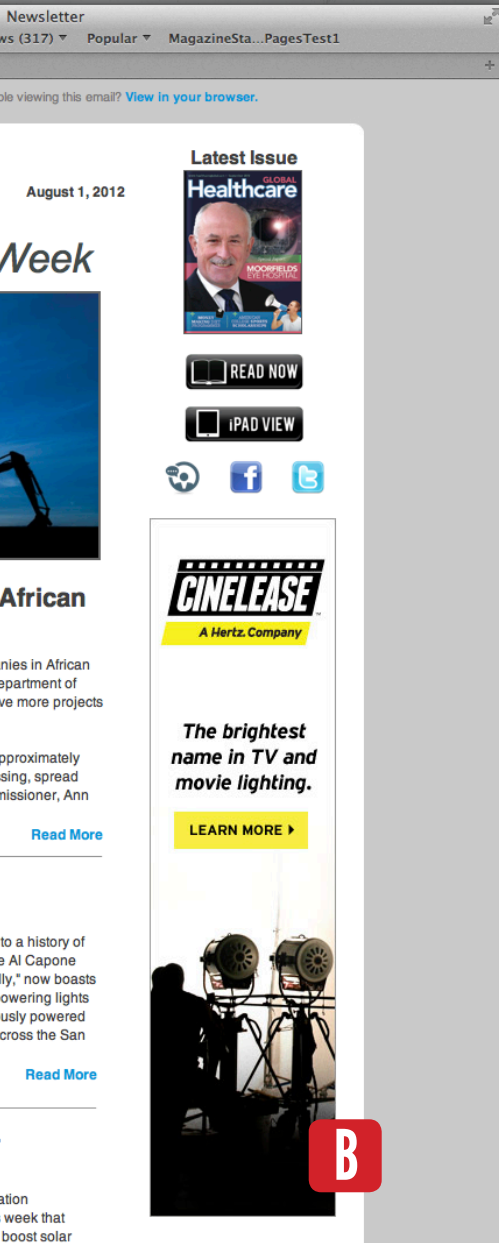 Newsletter
ws (317) ▾ Popular ▾ MagazineSta...PagesTest1
ble viewing this email? View in your browser.
Latest Issue
August 1, 2012
GLOBAL
Healthcare
MOORFIELDS
EYE HOSPITAL
Week
READ NOW
iPAD VIEW
CINELEASE
A Hertz Company
African
nies in African
epartment of
ve more projects
The brightest
name in TV and
movie lighting.
LEARN MORE
pproximately
sing, spread
missioner, Ann
Read More
to a history of
e Al Capone
lly," now boasts
owering lights
usly powered
cross the San
Read More
B
ation
week that
boost solar